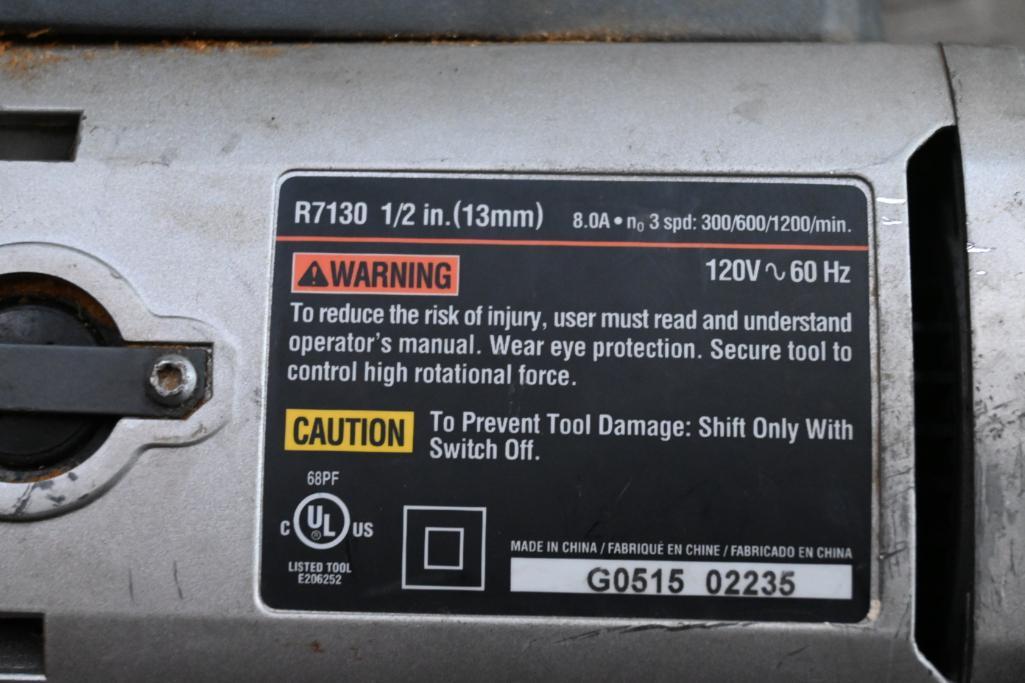 R7130 1/2 in.(13mm) 8.0A • n₀ 3 spd: 300/600/1200/min.
120V ∿ 60 Hz
⚠WARNING
To reduce the risk of injury, user must read and understand
operator's manual. Wear eye protection. Secure tool to
control high rotational force.
CAUTION
To Prevent Tool Damage: Shift Only With
Switch Off.
68PF
C UL ® US
LISTED TOOL
E206252
MADE IN CHINA / FABRIQUÉ EN CHINE / FABRICADO EN CHINA
G0515 02235